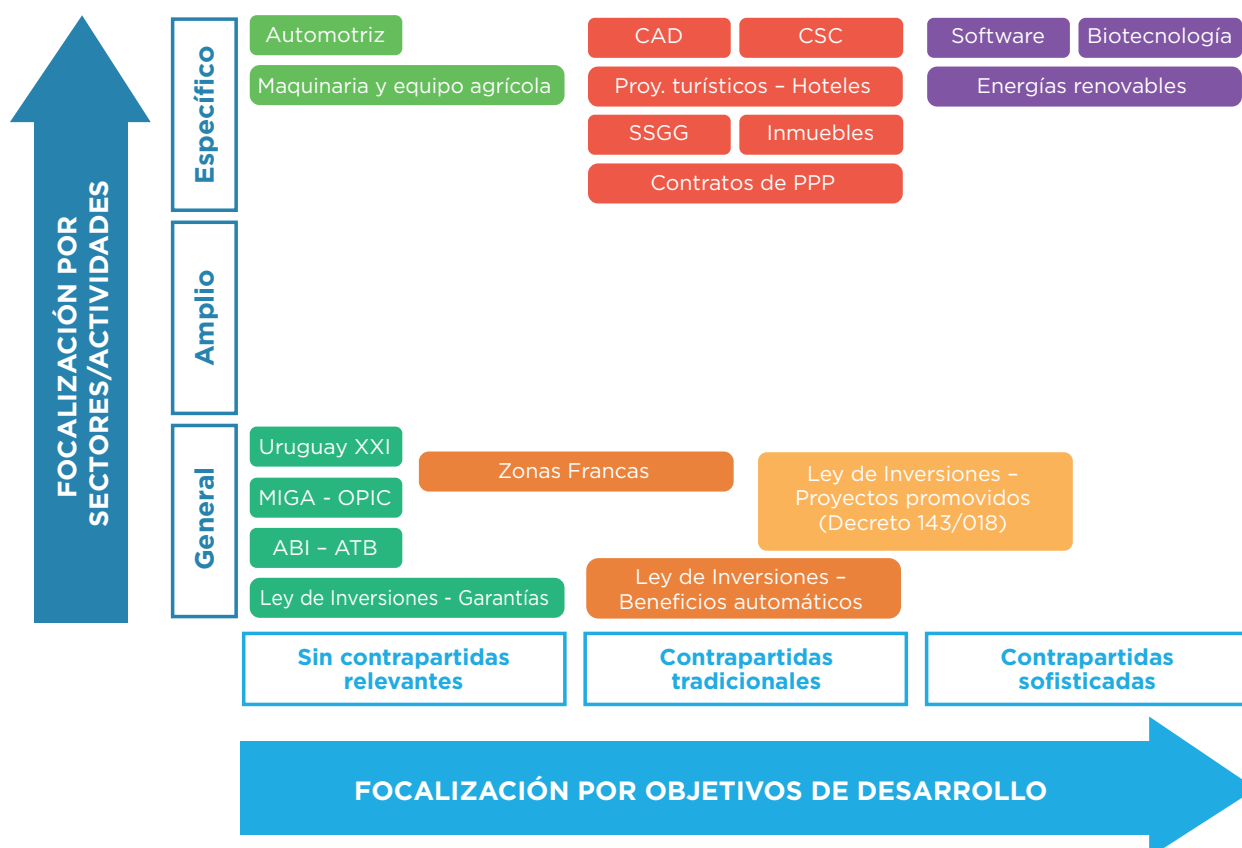 FOCALIZACIÓN POR
SECTORES/ACTIVIDADES
Específico
Automotriz
Maquinaria y equipo agrícola
CAD
CSC
Proy. turísticos – Hoteles
SSGG
Inmuebles
Contratos de PPP
Software
Biotecnología
Energías renovables
Amplio
General
Uruguay XXI
MIGA - OPIC
ABI – ATB
Ley de Inversiones - Garantías
Zonas Francas
Ley de Inversiones –
Beneficios automáticos
Ley de Inversiones –
Proyectos promovidos
(Decreto 143/018)
Sin contrapartidas
relevantes
Contrapartidas
tradicionales
Contrapartidas
sofisticadas
FOCALIZACIÓN POR OBJETIVOS DE DESARROLLO